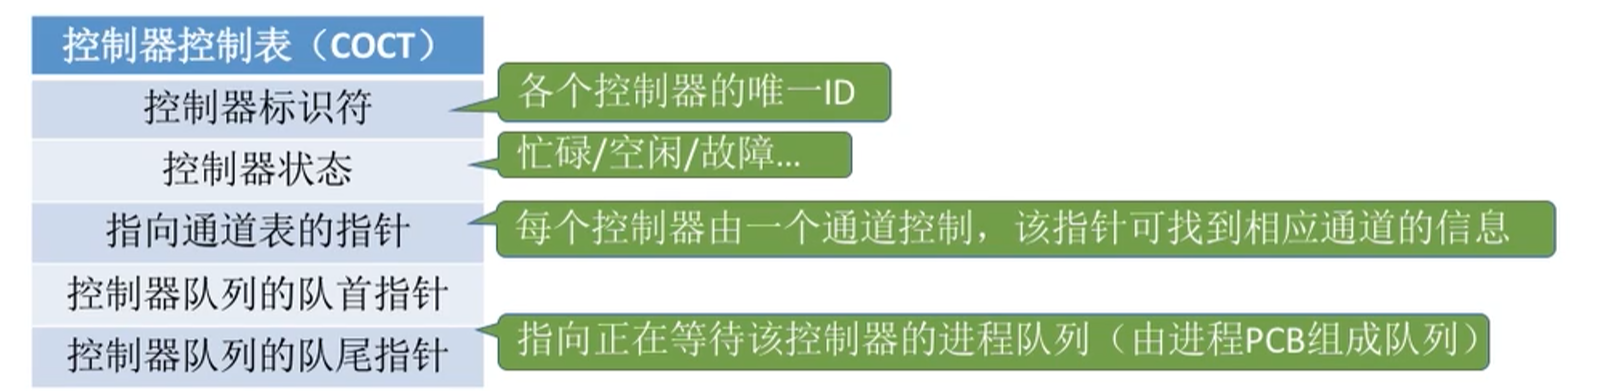 控制器控制表（COCT）
控制器标识符
各个控制器的唯一ID
控制器状态
忙碌/空闲/故障...
指向通道表的指针
每个控制器由一个通道控制，该指针可找到相应通道的信息
控制器队列的队首指针
控制器队列的队尾指针
指向正在等待该控制器的进程队列（由进程PCB组成队列）